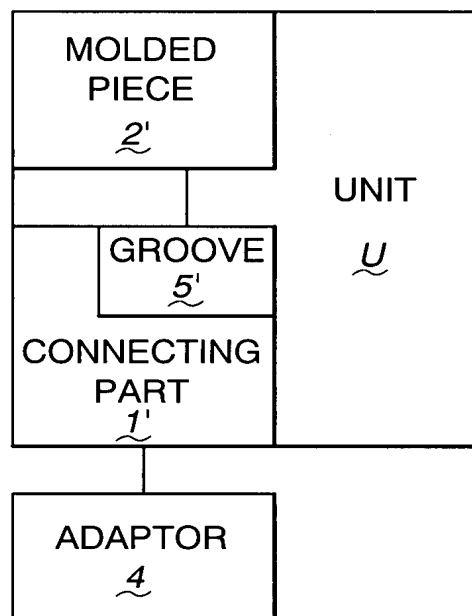 MOLDED
PIECE
2'
UNIT
U
GROOVE
5'
CONNECTING
PART
1'
ADAPTOR
4